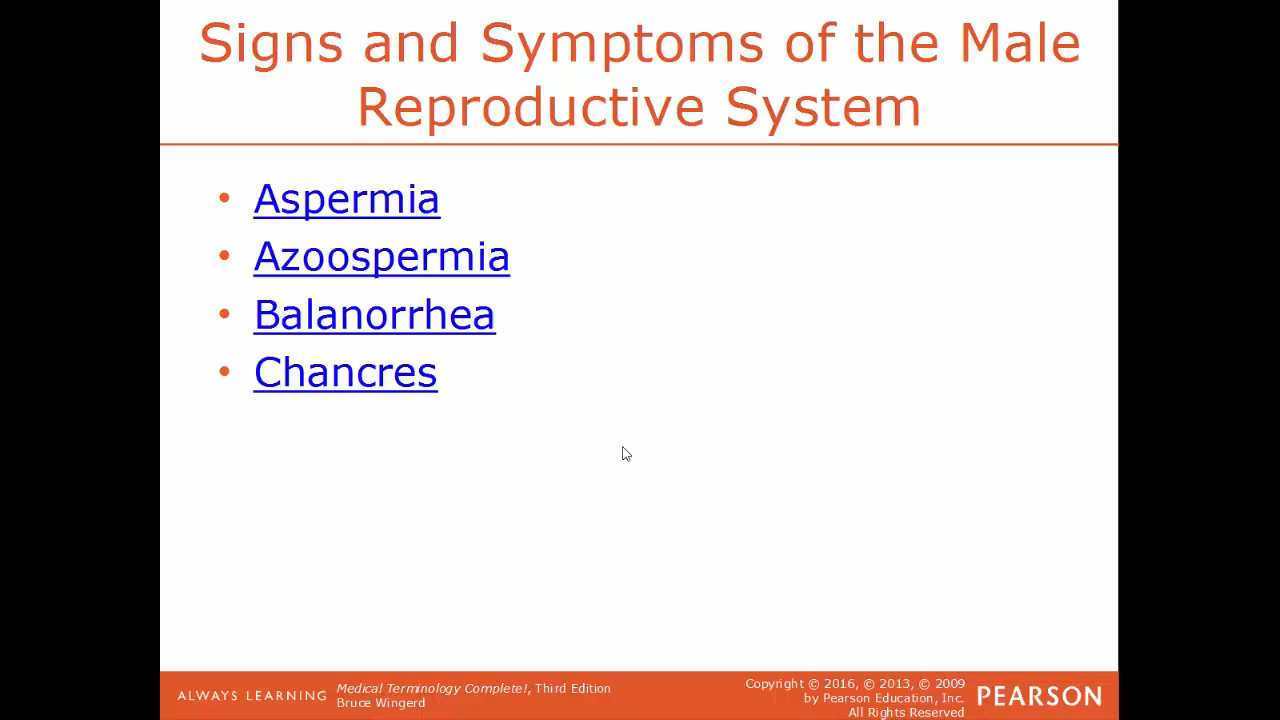 Signs and Symptoms of the Male
Reproductive System
• Aspermia
• Azoospermia
• Balanorrhea
• Chancres
ALWAYS LEARNING
Medical Terminology Complete!, Third Edition
Bruce Wingerd
Copyright © 2016, © 2013, © 2009
by Pearson Education, Inc.
All Rights Reserved
PEARSON